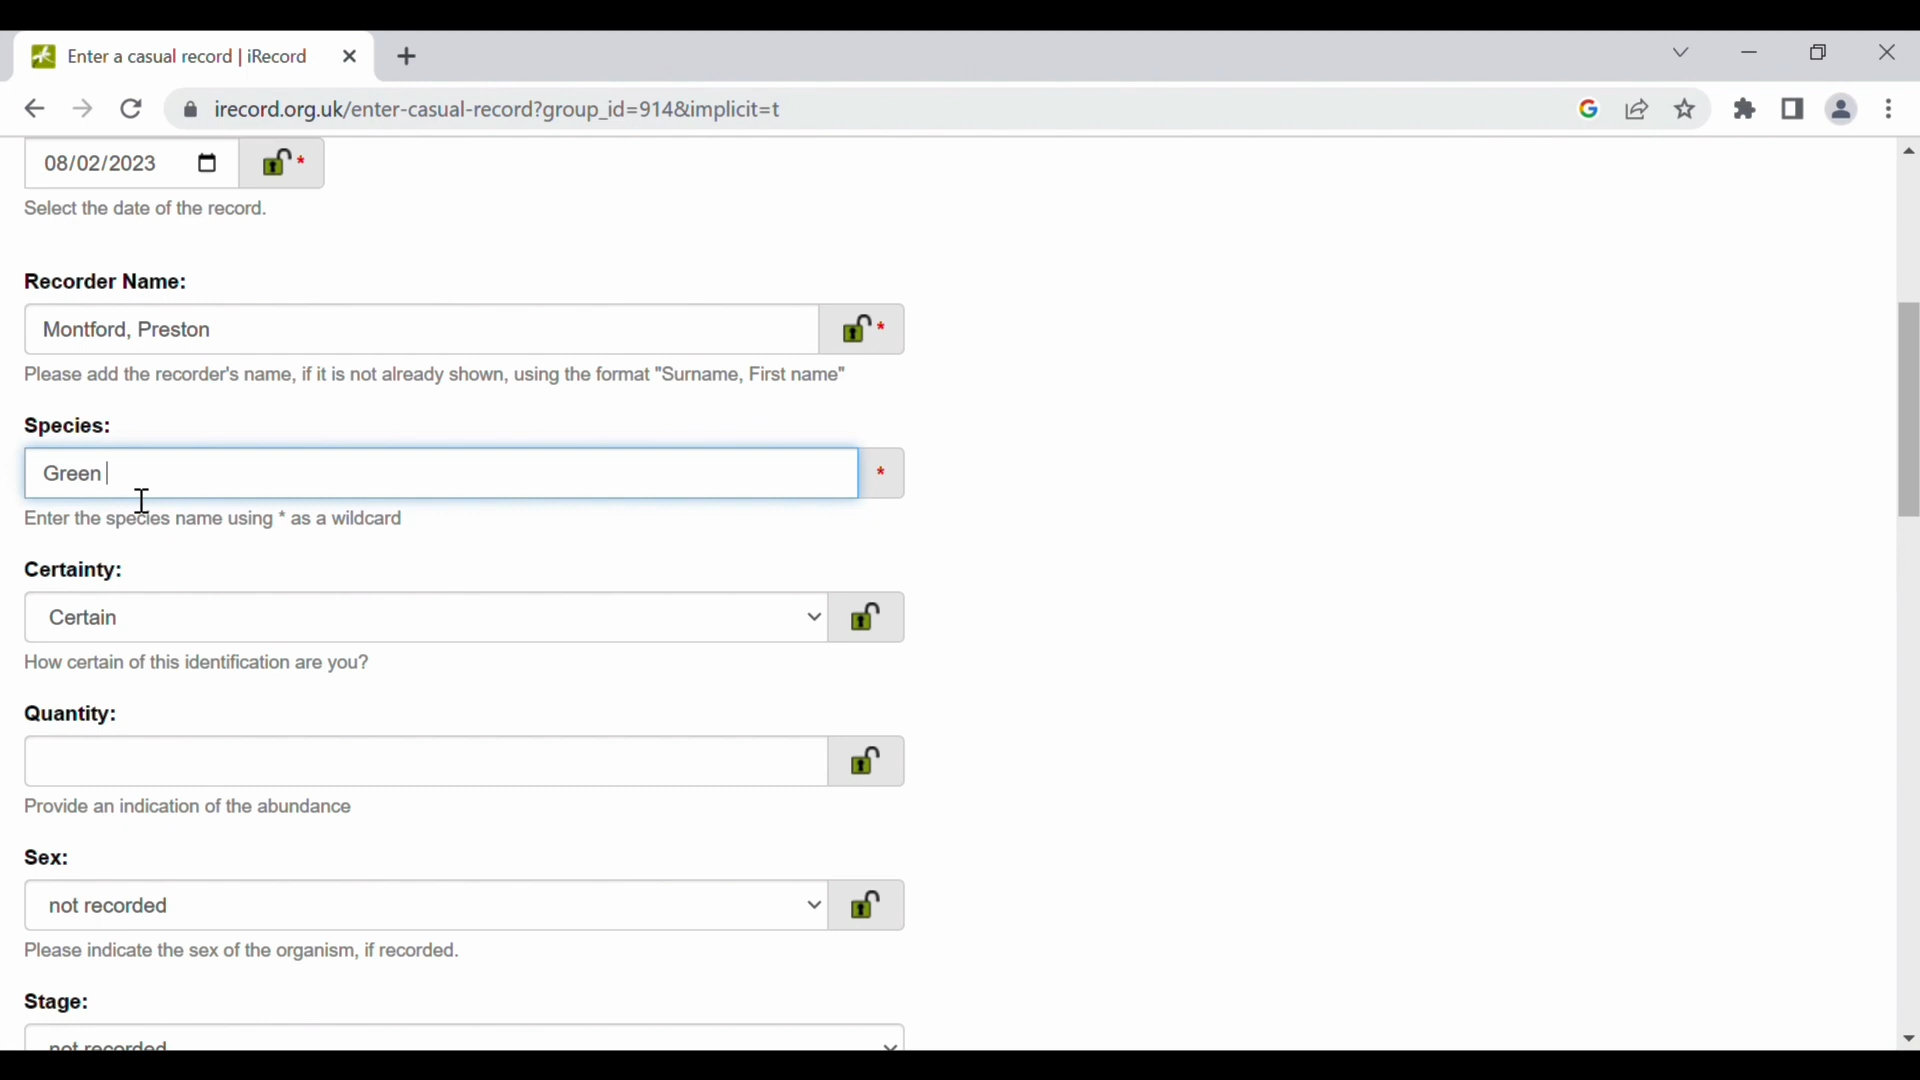 Enter a casual record | iRecord
irecord.org.uk/enter-casual-record?group_id=914&implicit=t
08/02/2023 *
Select the date of the record.
Recorder Name:
Montford, Preston *
Please add the recorder's name, if it is not already shown, using the format "Surname, First name"
Species:
Green *
Enter the species name using * as a wildcard
Certainty:
Certain
How certain of this identification are you?
Quantity:
Provide an indication of the abundance
Sex:
not recorded
Please indicate the sex of the organism, if recorded.
Stage:
not recorded